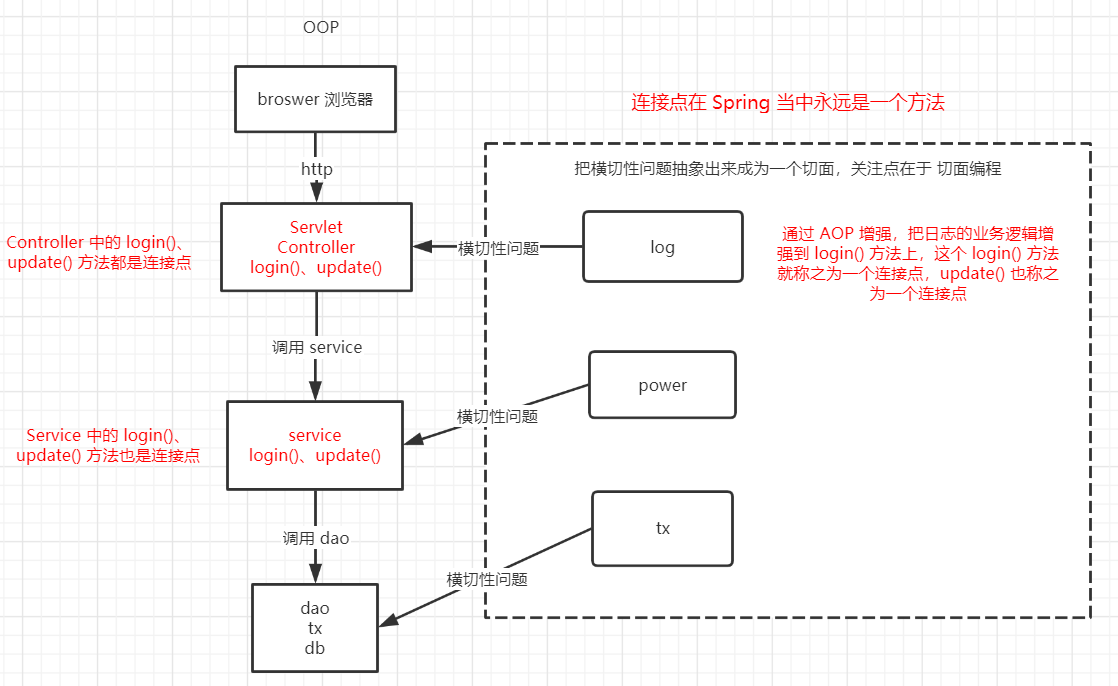 OOP
broswer 浏览器
http
Servlet
Controller
login()、update()
Controller 中的 login()、
update() 方法都是连接点
调用 service
service
login()、update()
Service 中的 login()、
update() 方法也是连接点
调用 dao
dao
tx
db
连接点在 Spring 当中永远是一个方法
把横切性问题抽象出来成为一个切面，关注点在于 切面编程
横切性问题
log
通过 AOP 增强，把日志的业务逻辑增
强到 login() 方法上，这个 login() 方法
就称之为一个连接点，update() 也称之
为一个连接点
横切性问题
power
横切性问题
tx